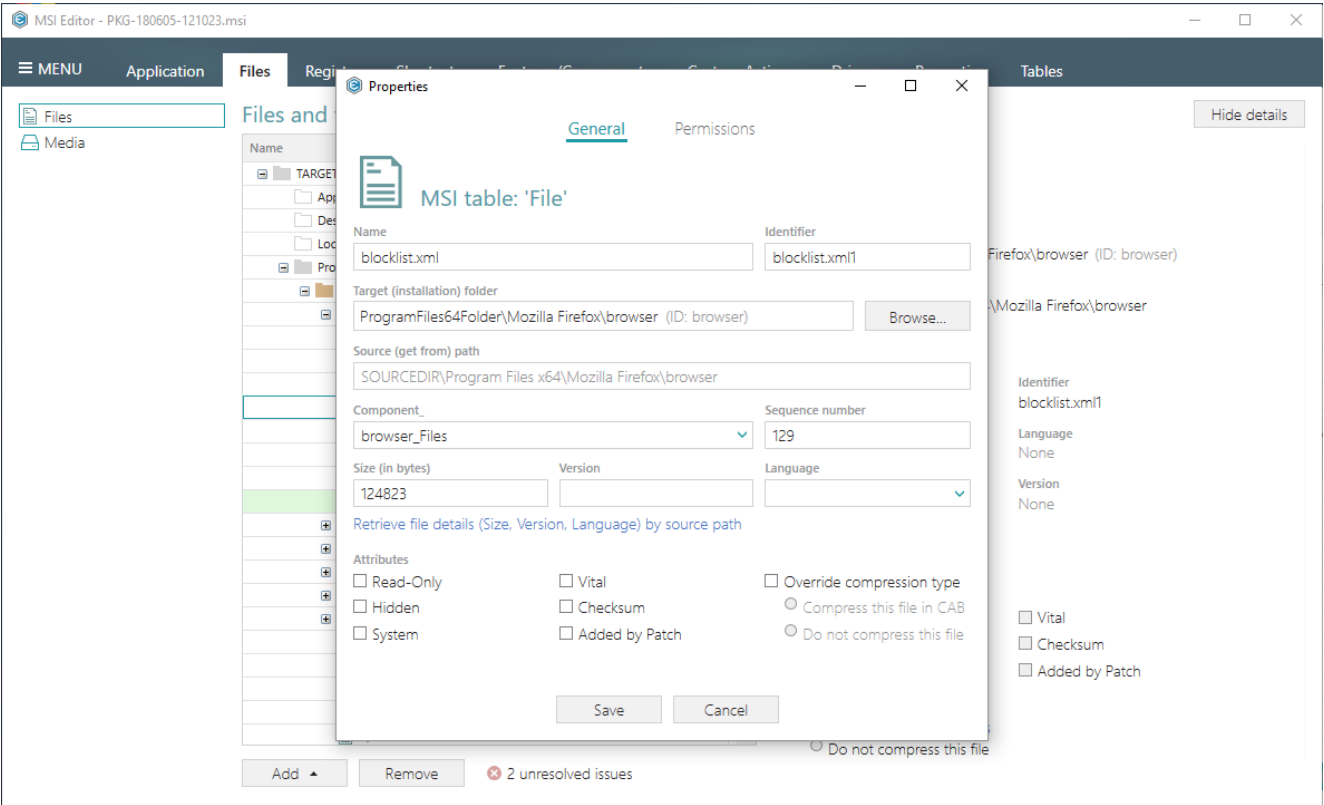 MSI Editor - PKG-180605-121023.msi
MENU Application Files Tables
Properties
Files
Media
Files and
Hide details
General Permissions
Name
TARGET
MSI table: 'File'
Name Identifier
blocklist.xml blocklist.xml1
Firefox\browser (ID: browser)
Target (installation) folder
ProgramFiles64Folder\Mozilla Firefox\browser (ID: browser) Browse...
\Mozilla Firefox\browser
Source (get from) path
SOURCEDIR\Program Files x64\Mozilla Firefox\browser
Identifier
blocklist.xml1
Component_ Sequence number
browser_Files 129
Language
None
Size (in bytes) Version Language
124823
Version
None
Retrieve file details (Size, Version, Language) by source path
Attributes
Read-Only Vital Override compression type
Hidden Checksum Compress this file in CAB
System Added by Patch Do not compress this file
Vital
Checksum
Added by Patch
Save Cancel
Do not compress this file
Add Remove 2 unresolved issues